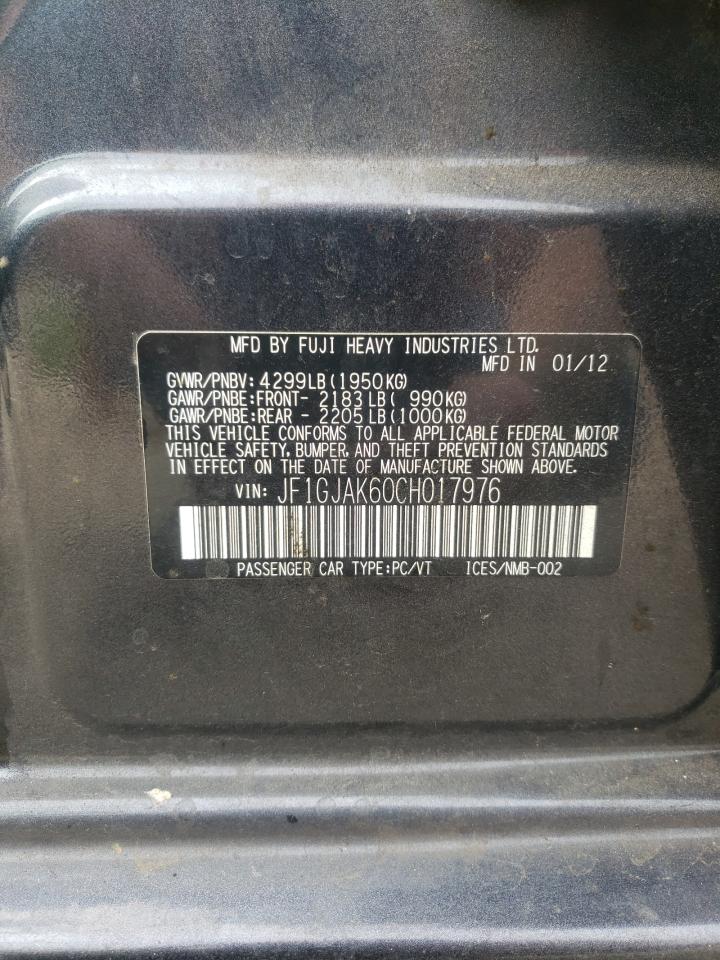 MFD BY FUJI HEAVY INDUSTRIES LTD.
MFD IN 01/12
GVWR/PNBV: 4299LB(1950KG)
GAWR/PNBE:FRONT- 2183LB( 990KG)
GAWR/PNBE:REAR - 2205LB(1000KG)
THIS VEHICLE CONFORMS TO ALL APPLICABLE FEDERAL MOTOR
VEHICLE SAFETY, BUMPER, AND THEFT PREVENTION STANDARDS
IN EFFECT ON THE DATE OF MANUFACTURE SHOWN ABOVE.
VIN: JF1GJAK60CH017976
PASSENGER CAR TYPE:PC/VT ICES/NMB-002